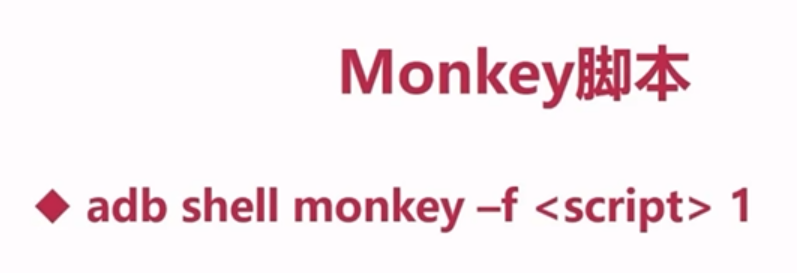 Monkey脚本
◆ adb shell monkey –f <script> 1